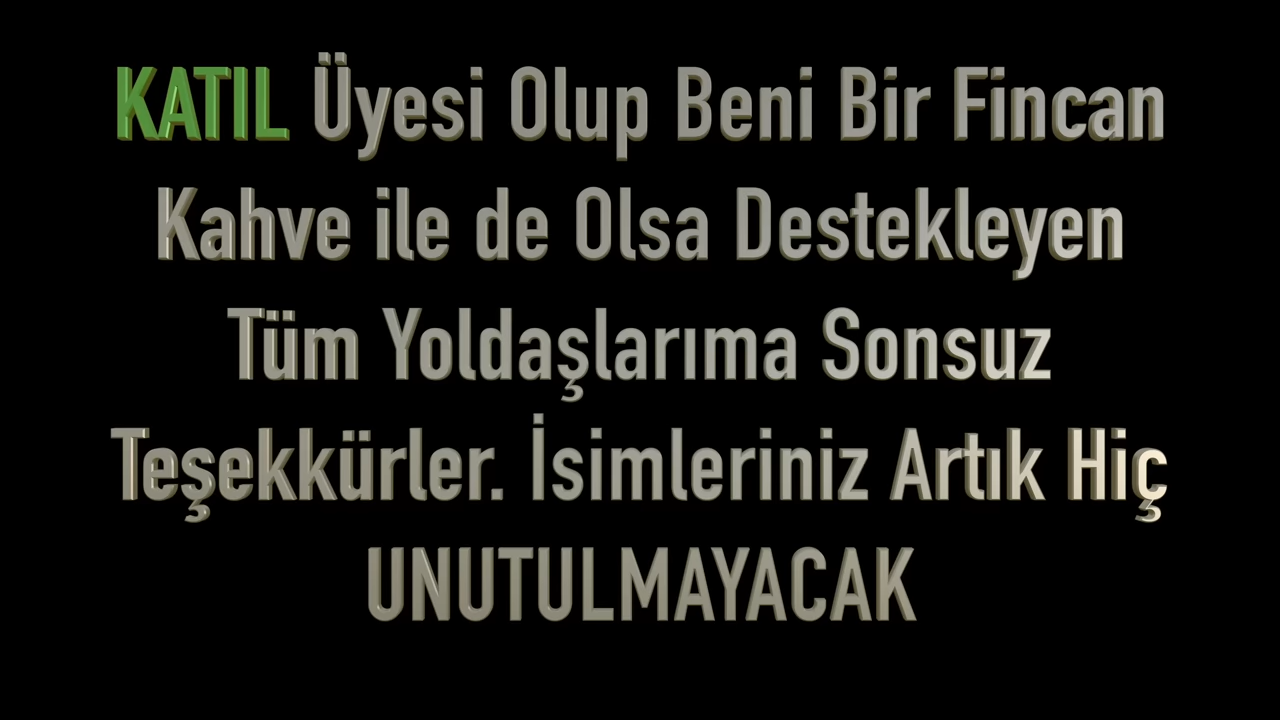 KATIL Üyesi Olup Beni Bir Fincan
Kahve ile de Olsa Destekleyen
Tüm Yoldaşlarıma Sonsuz
Teşekkürler. İsimleriniz Artık Hiç
UNUTULMAYACAK